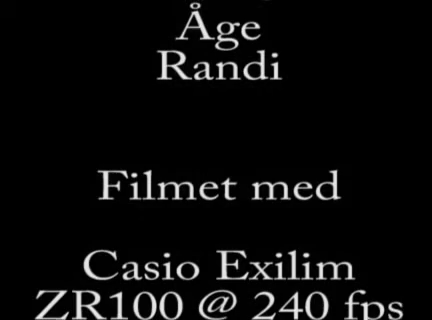 Åge
Randi
Filmet med
Casio Exilim
ZR100 @ 240 fps